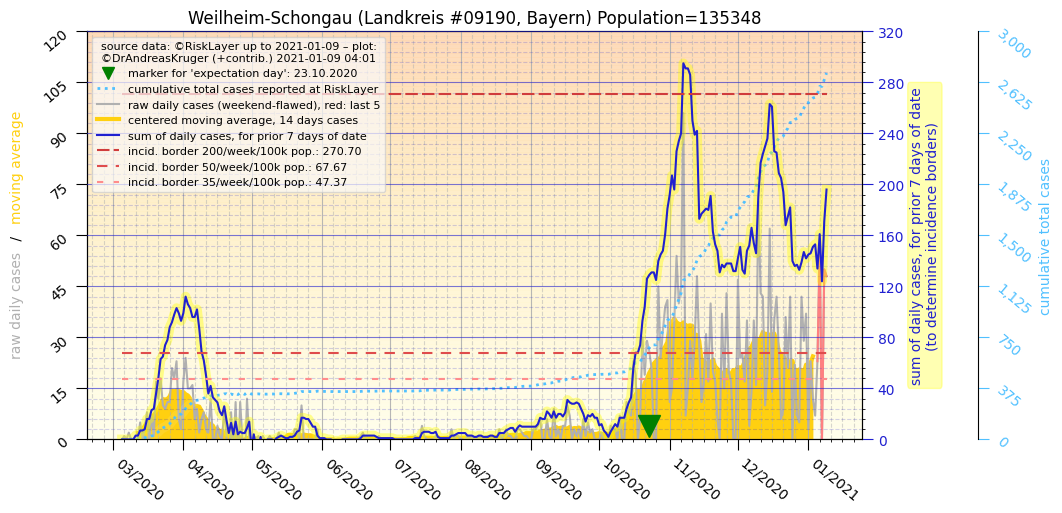 Weilheim-Schongau (Landkreis #09190, Bayern) Population=135348
source data: ©RiskLayer up to 2021-01-09 – plot:
©DrAndreasKruger (+contrib.) 2021-01-09 04:01
marker for 'expectation day': 23.10.2020
cumulative total cases reported at RiskLayer
raw daily cases (weekend-flawed), red: last 5
centered moving average, 14 days cases
sum of daily cases, for prior 7 days of date
incid. border 200/week/100k pop.: 270.70
incid. border 50/week/100k pop.: 67.67
incid. border 35/week/100k pop.: 47.37
raw daily cases / moving average
120
105
90
75
60
45
30
15
0
03/2020
04/2020
05/2020
06/2020
07/2020
08/2020
09/2020
10/2020
11/2020
12/2020
01/2021
320
280
240
200
160
120
80
40
0
sum of daily cases, for prior 7 days of date
(to determine incidence borders)
3,000
2,625
2,250
1,875
1,500
1,125
750
375
0
cumulative total cases